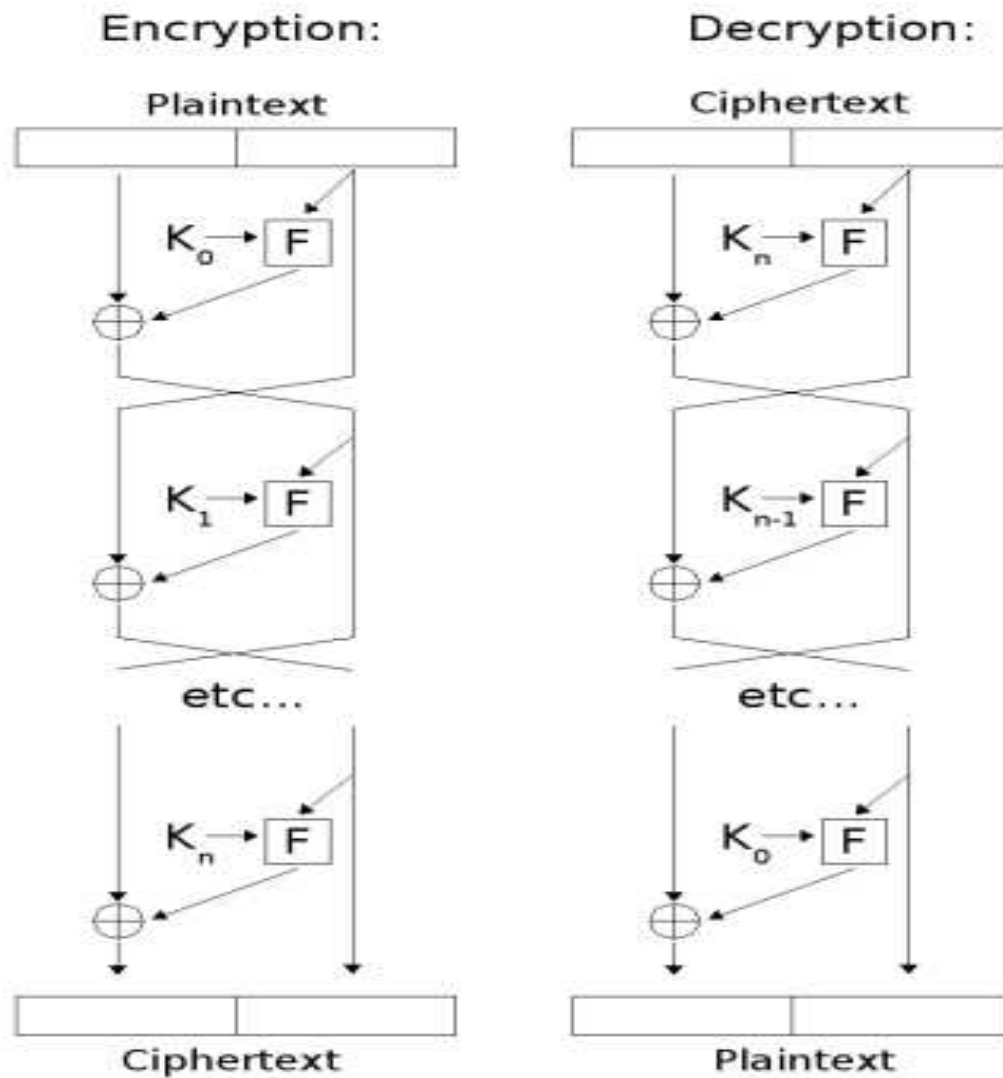 Encryption:
Plaintext
K0
F
K1
F
etc...
Kn
F
Ciphertext
Decryption:
Ciphertext
Kn
F
Kn-1
F
etc...
K0
F
Plaintext